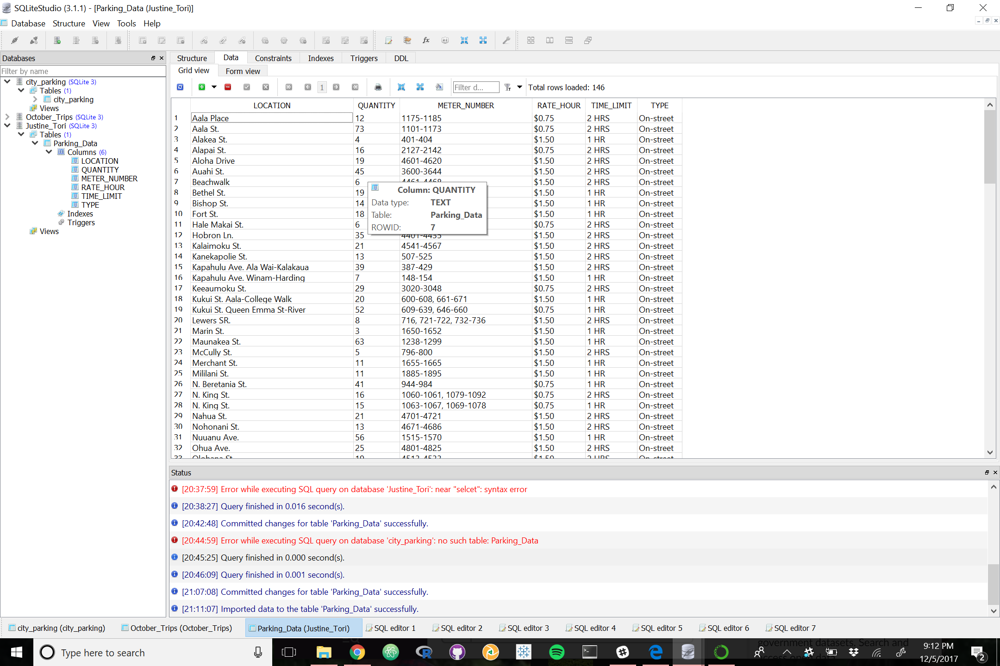 SQLiteStudio (3.1.1) - [Parking_Data (Justine_Tori)]
Database Structure View Tools Help
Databases
Filter by name
city_parking (SQLite 3)
Tables (1)
city_parking
Views
October_Trips (SQLite 3)
Justine_Tori (SQLite 3)
Tables (1)
Parking_Data
Columns (6)
LOCATION
QUANTITY
METER_NUMBER
RATE_HOUR
TIME_LIMIT
TYPE
Indexes
Triggers
Views
Structure Data Constraints Indexes Triggers DDL
Grid view Form view
1 Filter d... Total rows loaded: 146
LOCATION QUANTITY METER_NUMBER RATE_HOUR TIME_LIMIT TYPE
1 Aala Place 12 1175-1185 $0.75 2 HRS On-street
2 Aala St. 73 1101-1173 $0.75 2 HRS On-street
3 Alakea St. 4 401-404 $1.50 1 HR On-street
4 Alapai St. 16 2127-2142 $0.75 2 HRS On-street
5 Aloha Drive 19 4601-4620 $1.50 2 HRS On-street
6 Auahi St. 45 3600-3644 $1.50 2 HRS On-street
7 Beachwalk 6 4461-4468 $1.50 2 HRS On-street
8 Bethel St. 19 $1.50 1 HR On-street
9 Bishop St. 14 $1.50 1 HR On-street
10 Fort St. 18 $1.50 1 HR On-street
11 Hale Makai St. 6 $0.75 2 HRS On-street
12 Hobron Ln. 35 4401-4435 $1.50 2 HRS On-street
13 Kalaimoku St. 21 4541-4567 $1.50 2 HRS On-street
14 Kanekapolie St. 13 507-525 $1.50 2 HRS On-street
15 Kapahulu Ave. Ala Wai-Kalakaua 39 387-429 $1.50 2 HRS On-street
16 Kapahulu Ave. Winam-Harding 7 148-154 $1.50 1 HR On-street
17 Keeaumoku St. 29 3020-3048 $0.75 2 HRS On-street
18 Kukui St. Aala-College Walk 20 600-608, 661-671 $1.50 1 HR On-street
19 Kukui St. Queen Emma St-River 52 609-639, 646-660 $0.75 1 HR On-street
20 Lewers SR. 8 716, 721-722, 732-736 $1.50 2 HRS On-street
21 Marin St. 3 1650-1652 $1.50 1 HR On-street
22 Maunakea St. 63 1238-1299 $1.50 1 HR On-street
23 McCully St. 5 796-800 $1.50 2 HRS On-street
24 Merchant St. 11 1655-1665 $1.50 1 HR On-street
25 Mililani St. 11 1885-1895 $1.50 1 HR On-street
26 N. Beretania St. 41 944-984 $0.75 1 HR On-street
27 N. King St. 16 1060-1061, 1079-1092 $0.75 2 HRS On-street
28 N. King St. 15 1063-1067, 1069-1078 $0.75 1 HR On-street
29 Nahua St. 21 4701-4721 $1.50 2 HRS On-street
30 Nohonani St. 13 4671-4686 $1.50 2 HRS On-street
31 Nuuanu Ave. 56 1515-1570 $1.50 1 HR On-street
32 Ohua Ave. 25 4801-4825 $1.50 2 HRS On-street
33 Olohana St. 19 $1.50 2 HRS On-street
Column: QUANTITY
Data type: TEXT
Table: Parking_Data
ROWID: 7
Status
[20:37:59] Error while executing SQL query on database 'Justine_Tori': near "selcet": syntax error
[20:38:27] Query finished in 0.016 second(s).
[20:42:48] Committed changes for table 'Parking_Data' successfully.
[20:44:59] Error while executing SQL query on database 'city_parking': no such table: Parking_Data
[20:45:25] Query finished in 0.000 second(s).
[20:46:09] Query finished in 0.001 second(s).
[21:07:08] Committed changes for table 'Parking_Data' successfully.
[21:11:07] Imported data to the table 'Parking_Data' successfully.
city_parking (city_parking) October_Trips (October_Trips) Parking_Data (Justine_Tori) SQL editor 1 SQL editor 2 SQL editor 3 SQL editor 4 SQL editor 5 SQL editor 6 SQL editor 7
Type here to search
government datasets. Search and
access open data
9:12 PM
12/5/2017
2